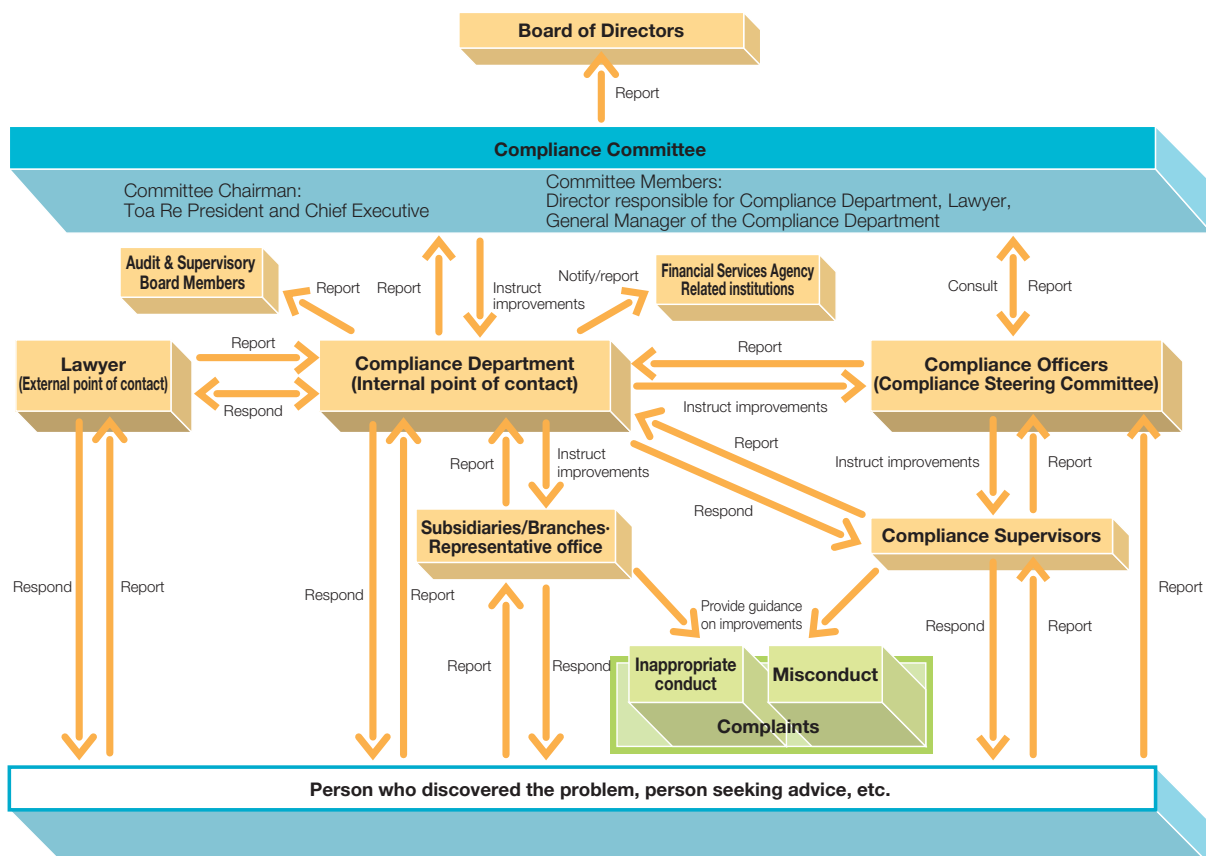 Board of Directors
Report
Compliance Committee
Committee Chairman:
Toa Re President and Chief Executive
Committee Members:
Director responsible for Compliance Department, Lawyer,
General Manager of the Compliance Department
Audit & Supervisory
Board Members
Report
Report
Instruct
improvements
Notify/report
Financial Services Agency
Related institutions
Consult
Report
Lawyer
(External point of contact)
Report
Respond
Compliance Department
(Internal point of contact)
Report
Instruct improvements
Compliance Officers
(Compliance Steering Committee)
Report
Instruct
improvements
Report
Respond
Instruct improvements
Report
Subsidiaries/Branches·
Representative office
Compliance Supervisors
Respond
Report
Respond
Report
Report
Respond
Provide guidance
on improvements
Respond
Report
Report
Inappropriate
conduct
Misconduct
Complaints
Person who discovered the problem, person seeking advice, etc.